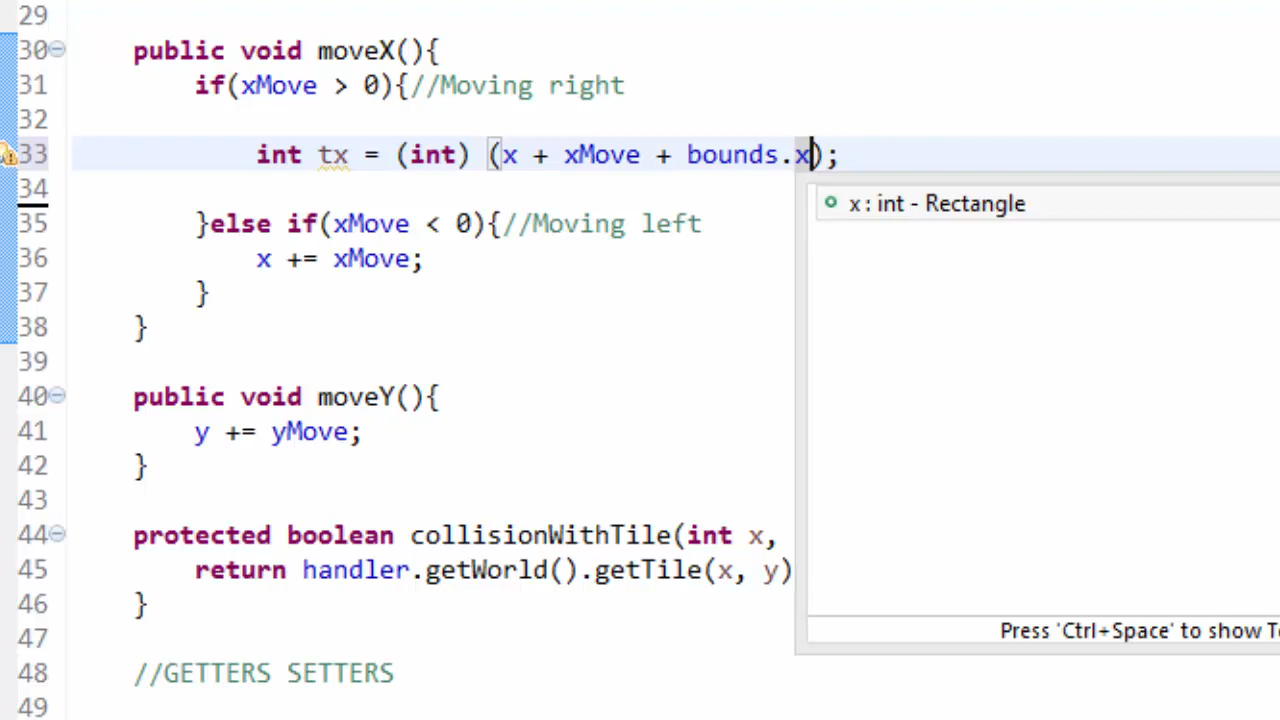 29
30 public void moveX(){
31 if(xMove > 0){//Moving right
32
33 int tx = (int) (x + xMove + bounds.x);
x : int - Rectangle
34
35 }else if(xMove < 0){//Moving left
36 x += xMove;
37 }
38 }
39
40 public void moveY(){
41 y += yMove;
42 }
43
44 protected boolean collisionWithTile(int x,
45 return handler.getWorld().getTile(x, y)
46 }
Press 'Ctrl+Space' to show
47
48 //GETTERS SETTERS
49